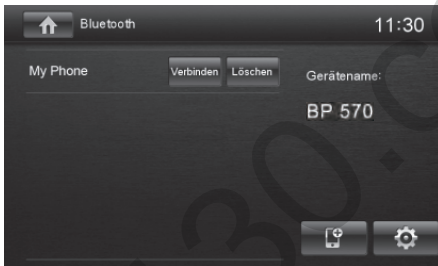 Bluetooth
11:30
My Phone
Verbinden
Löschen
Gerätename:
BP 570